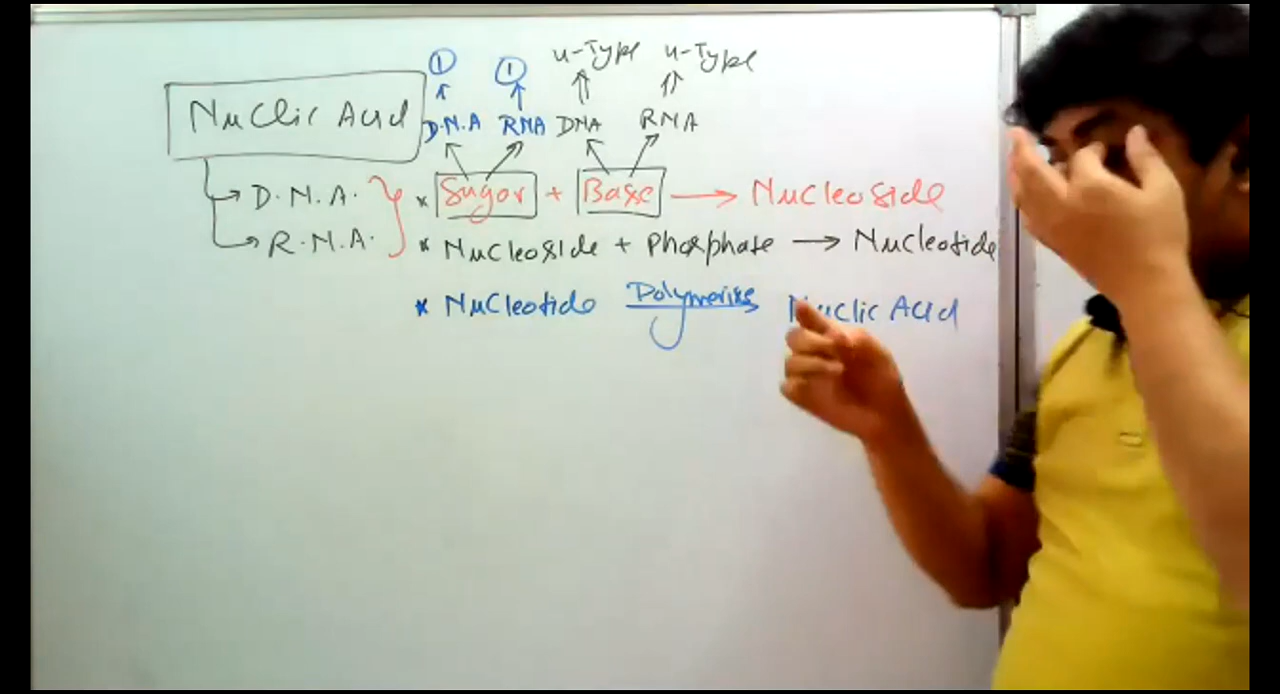 ① ① u-Type u-Type
Nuclic Acid D.N.A RNA DNA RNA
D.N.A. * Sugar + Base → Nucleoside
R.N.A. * Nucleoside + Phosphate → Nucleotide
* Nucleotide Polymerise Nuclic Acid